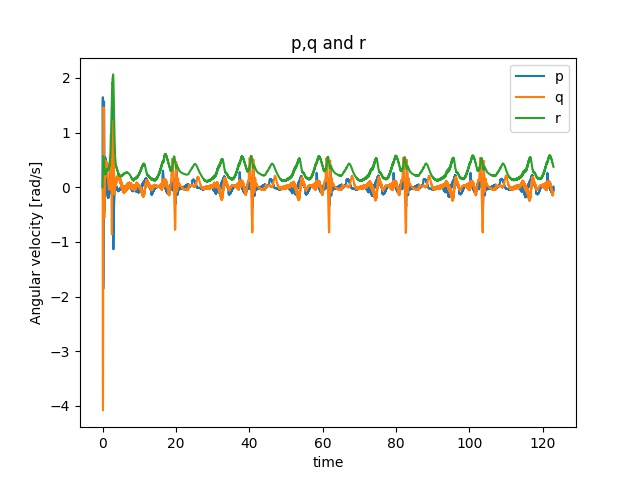 p,q and r
p
q
r
2
1
0
−1
−2
−3
−4
Angular velocity [rad/s]
0 20 40 60 80 100 120
time